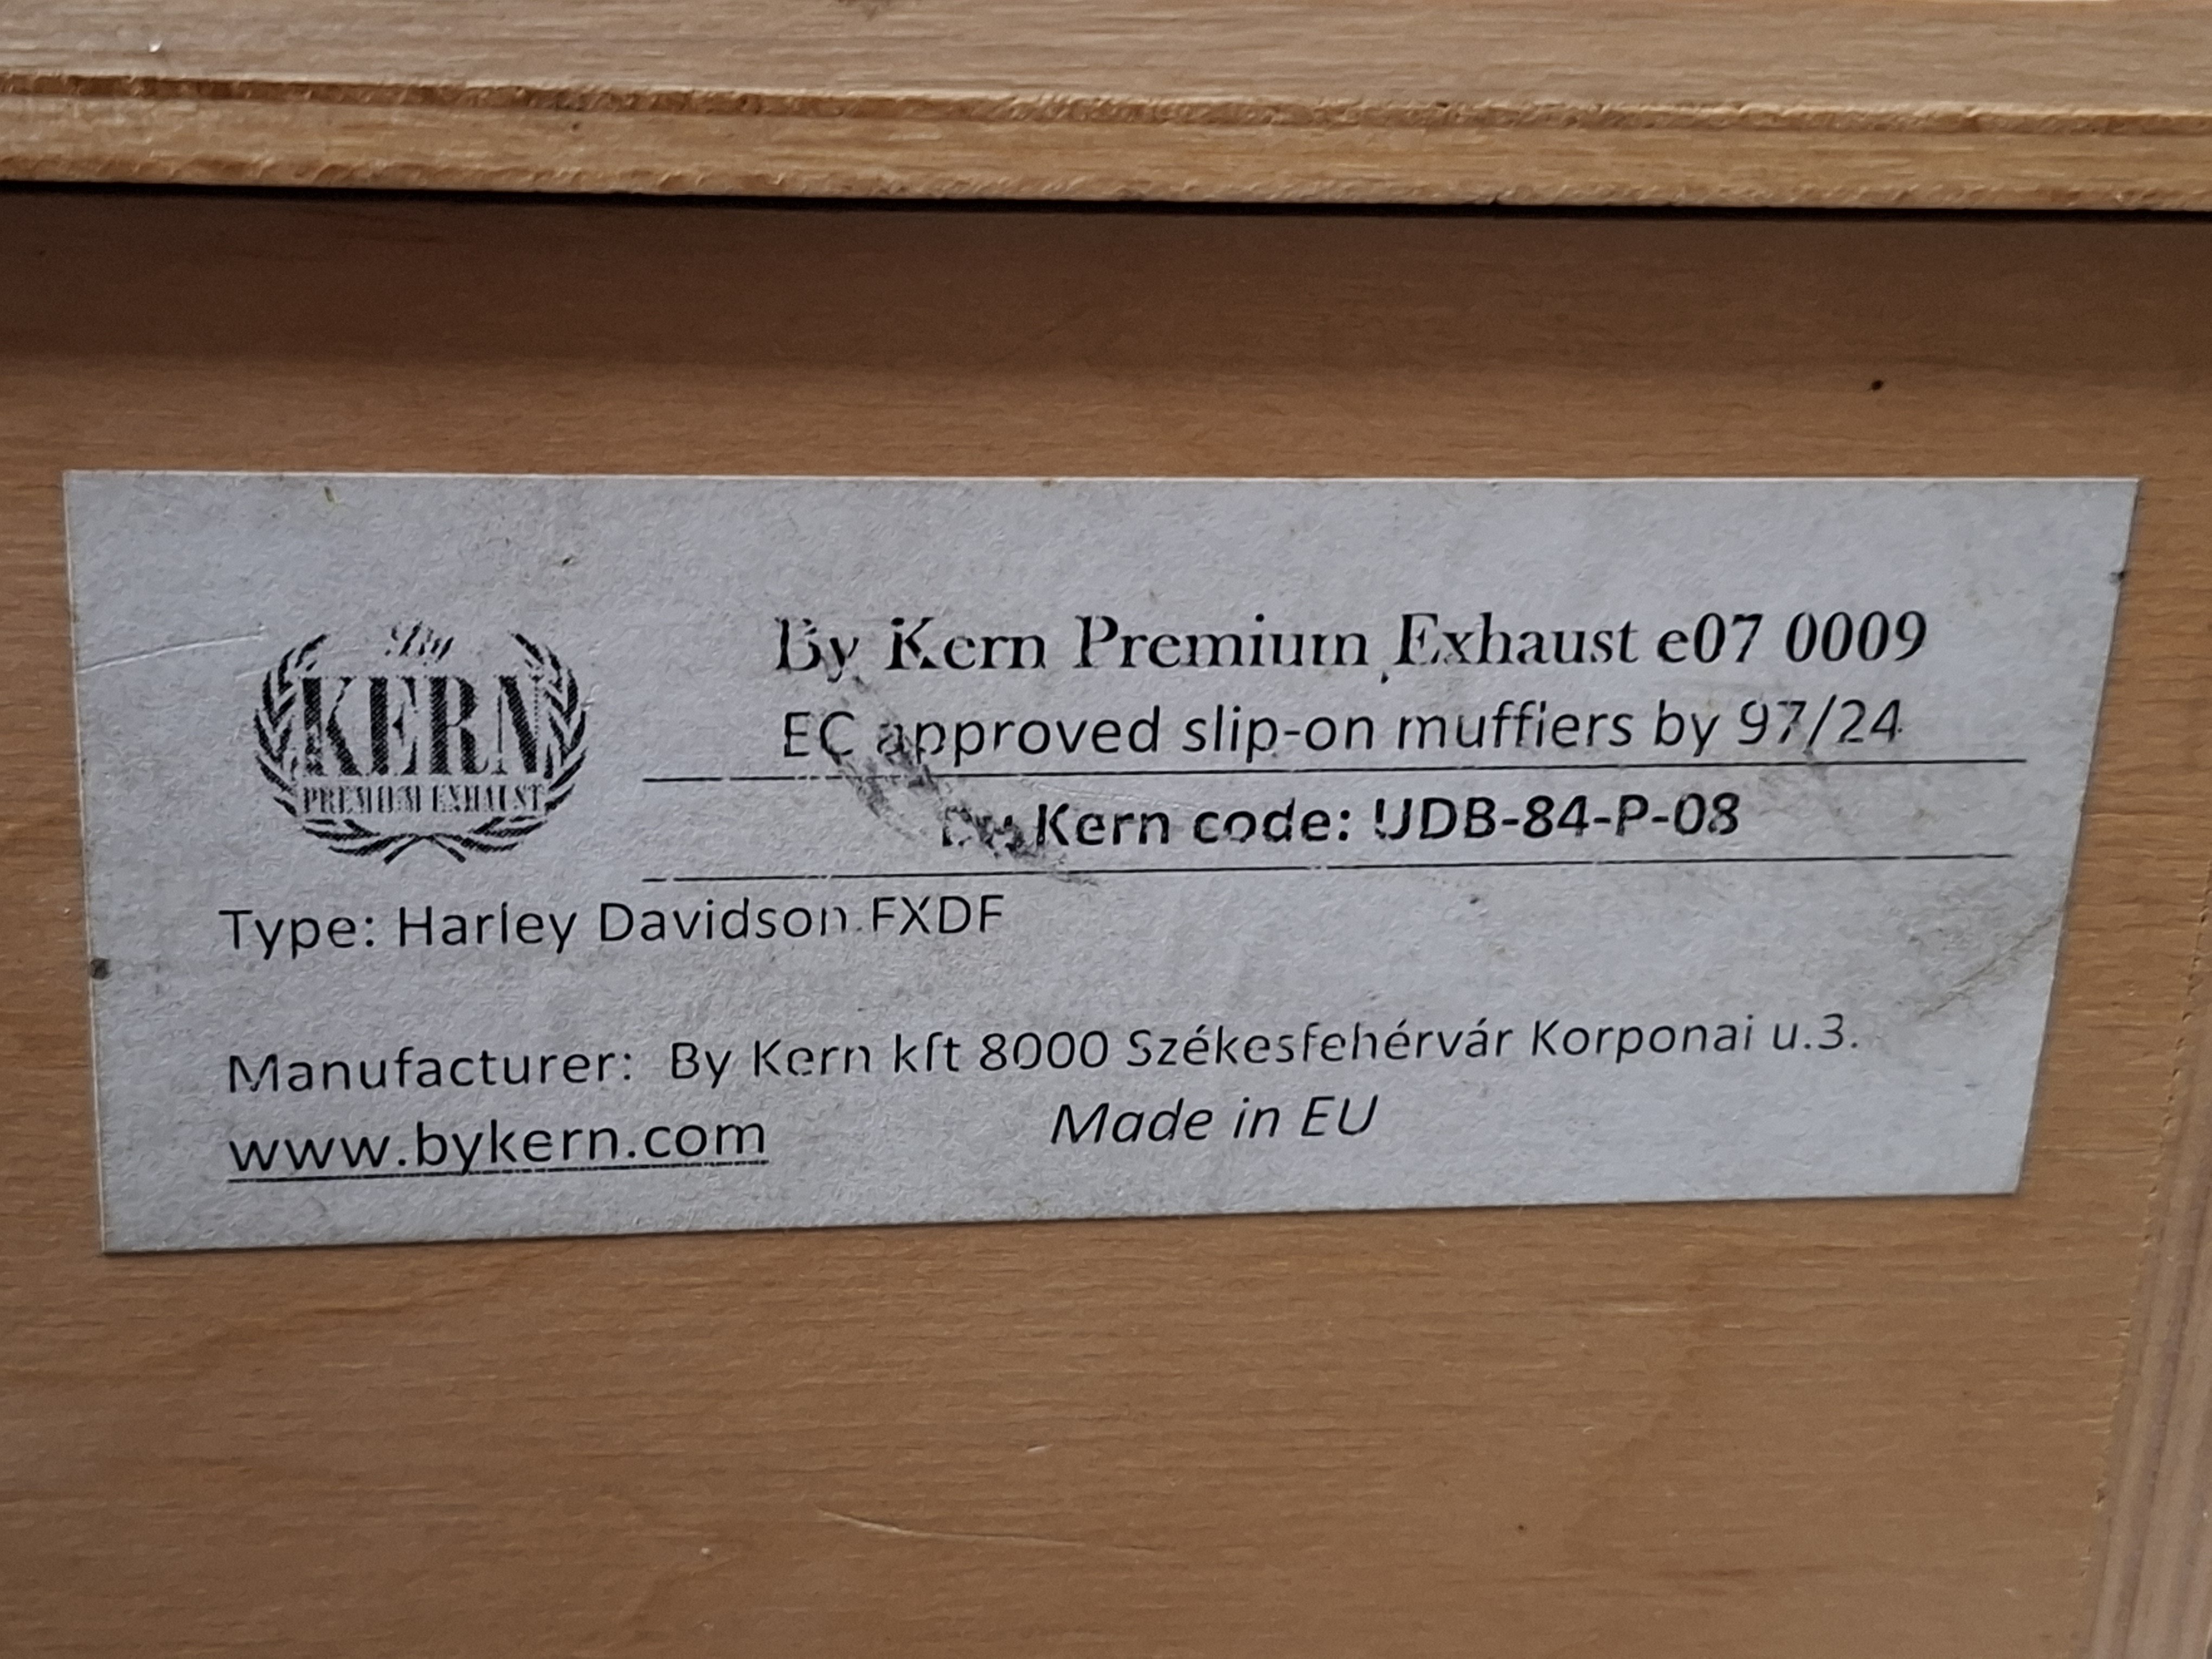 By
KERN
PREMIUM EXHAUST
By Kern Premium Exhaust e07 0009
EC approved slip-on muffiers by 97/24
By Kern code: UDB-84-P-08
Type: Harley Davidson FXDF
Manufacturer: By Kern kft 8000 Székesfehérvár Korponai u.3.
www.bykern.com
Made in EU